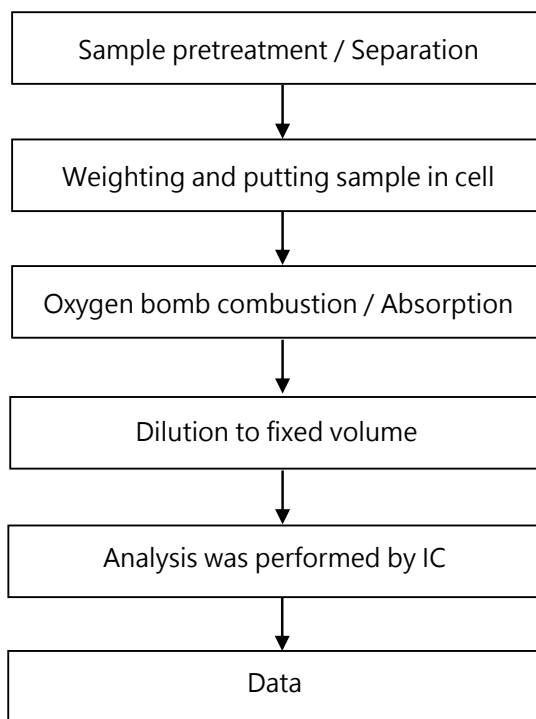 Sample pretreatment / Separation
Weighting and putting sample in cell
Oxygen bomb combustion / Absorption
Dilution to fixed volume
Analysis was performed by IC
Data